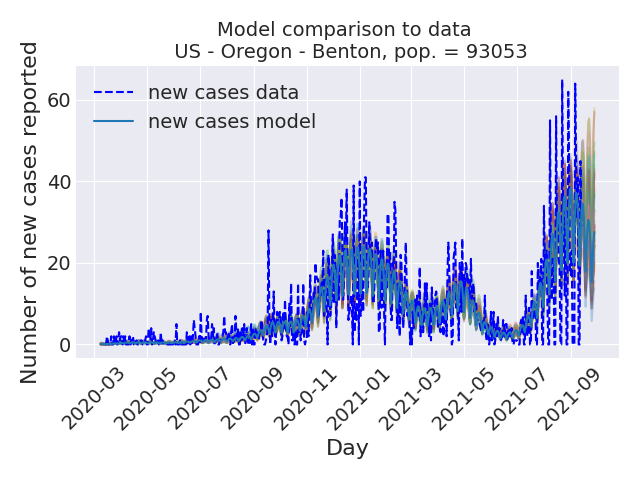 Model comparison to data
US - Oregon - Benton, pop. = 93053
Number of new cases reported
60
40
20
0
new cases data
new cases model
2020-03
2020-05
2020-07
2020-09
2020-11
2021-01
2021-03
2021-05
2021-07
2021-09
Day